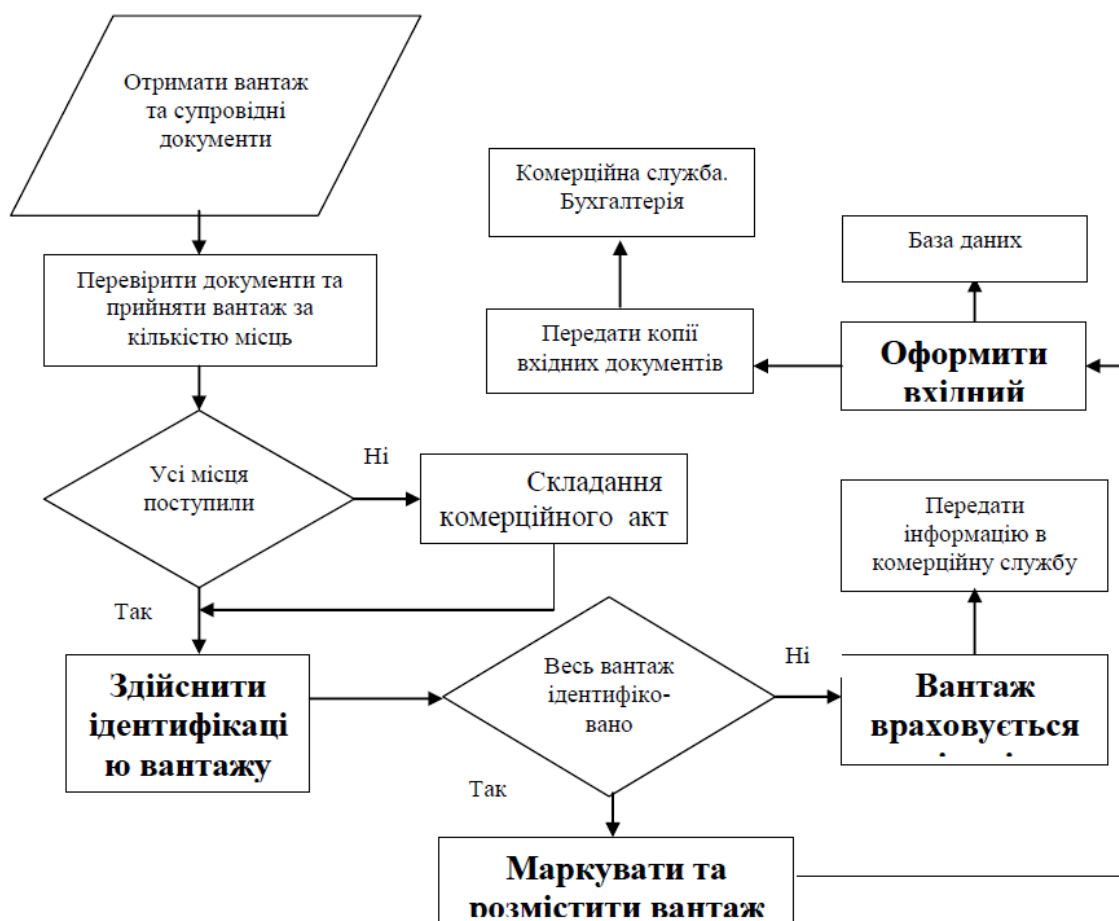 Отримати вантаж
та супровідні
документи
Комерційна служба.
Бухгалтерія
База даних
Перевірити документи та
прийняти вантаж за
кількістю місць
Передати копії
вхідних документів
Оформити
вхідний
Усі місця
поступили
Ні
Складання
комерційного акт
Передати
інформацію в
комерційну службу
Так
Здійснити
ідентифікаці
ю вантажу
Весь вантаж
ідентифіко-
вано
Ні
Вантаж
враховується
Так
Маркувати та
розмістити вантаж